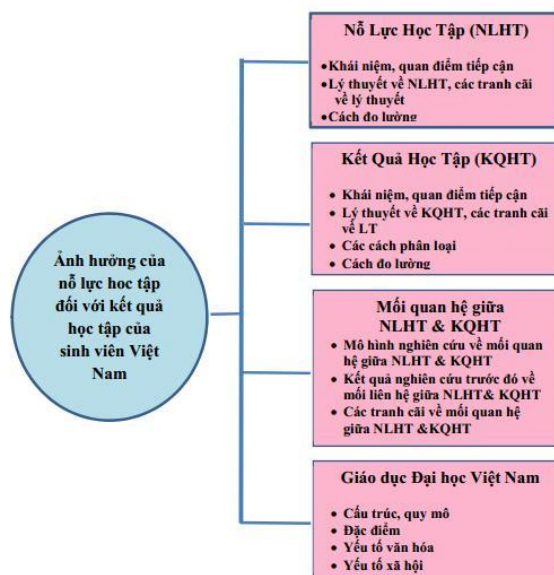 Ảnh hưởng của
nỗ lực hoc tập
đối với kết quả
học tập của
sinh viên Việt
Nam
Nỗ Lực Học Tập (NLHT)
•Khái niệm, quan điểm tiếp cận
•Lý thuyết về NLHT, các tranh cãi
về lý thuyết
•Cách đo lường
Kết Quả Học Tập (KQHT)
• Khái niệm, quan điểm tiếp cận
• Lý thuyết về KQHT, các tranh cãi
về LT
• Các cách phân loại
• Cách đo lường
Mối quan hệ giữa
NLHT & KQHT
• Mô hình nghiên cứu về mối quan
hệ giữa NLHT & KQHT
• Kết quả nghiên cứu trước đó về
mối liên hệ giữa NLHT& KQHT
• Các tranh cãi về mối quan hệ
giữa NLHT &KQHT
Giáo dục Đại học Việt Nam
• Cấu trúc, quy mô
• Đặc điểm
• Yếu tố văn hóa
• Yếu tố xã hội